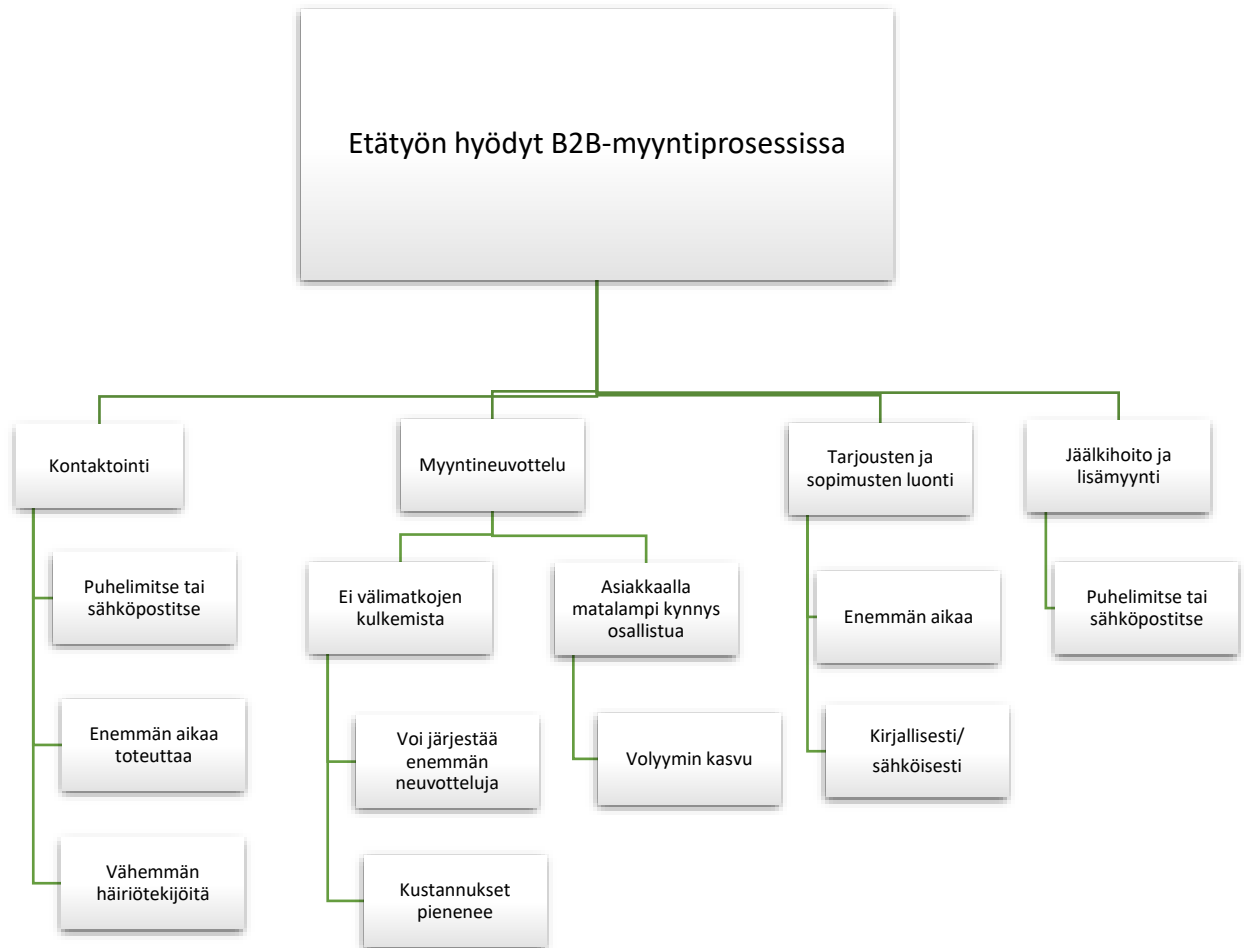 Etätyön hyödyt B2B-myyntiprosessissa
Kontaktointi
Puhelimitse tai
sähköpostitse
Enemmän aikaa
toteuttaa
Vähemmän
häiriötekijöitä
Myyntineuvottelu
Ei välimatkojen
kulkemista
Voi järjestää
enemmän
neuvotteluja
Kustannukset
pienenee
Asiakkaalla
matalampi kynnys
osallistua
Volyymin kasvu
Tarjousten ja
sopimusten luonti
Enemmän aikaa
Kirjallisesti/
sähköisesti
Jäälkihoito ja
lisämyynti
Puhelimitse tai
sähköpostitse